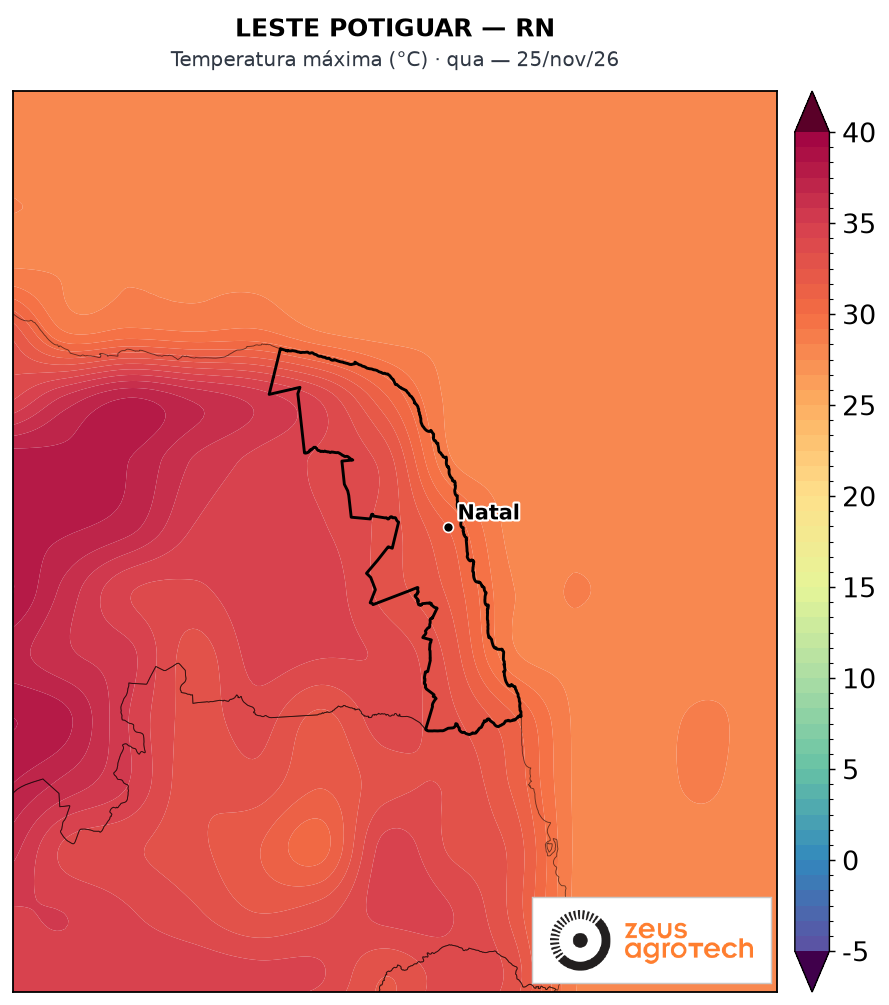 LESTE POTIGUAR — RN
Temperatura máxima (°C) · qua — 25/nov/26
40
35
30
25
20
15
10
5
0
-5
Natal
zeus
agrotech